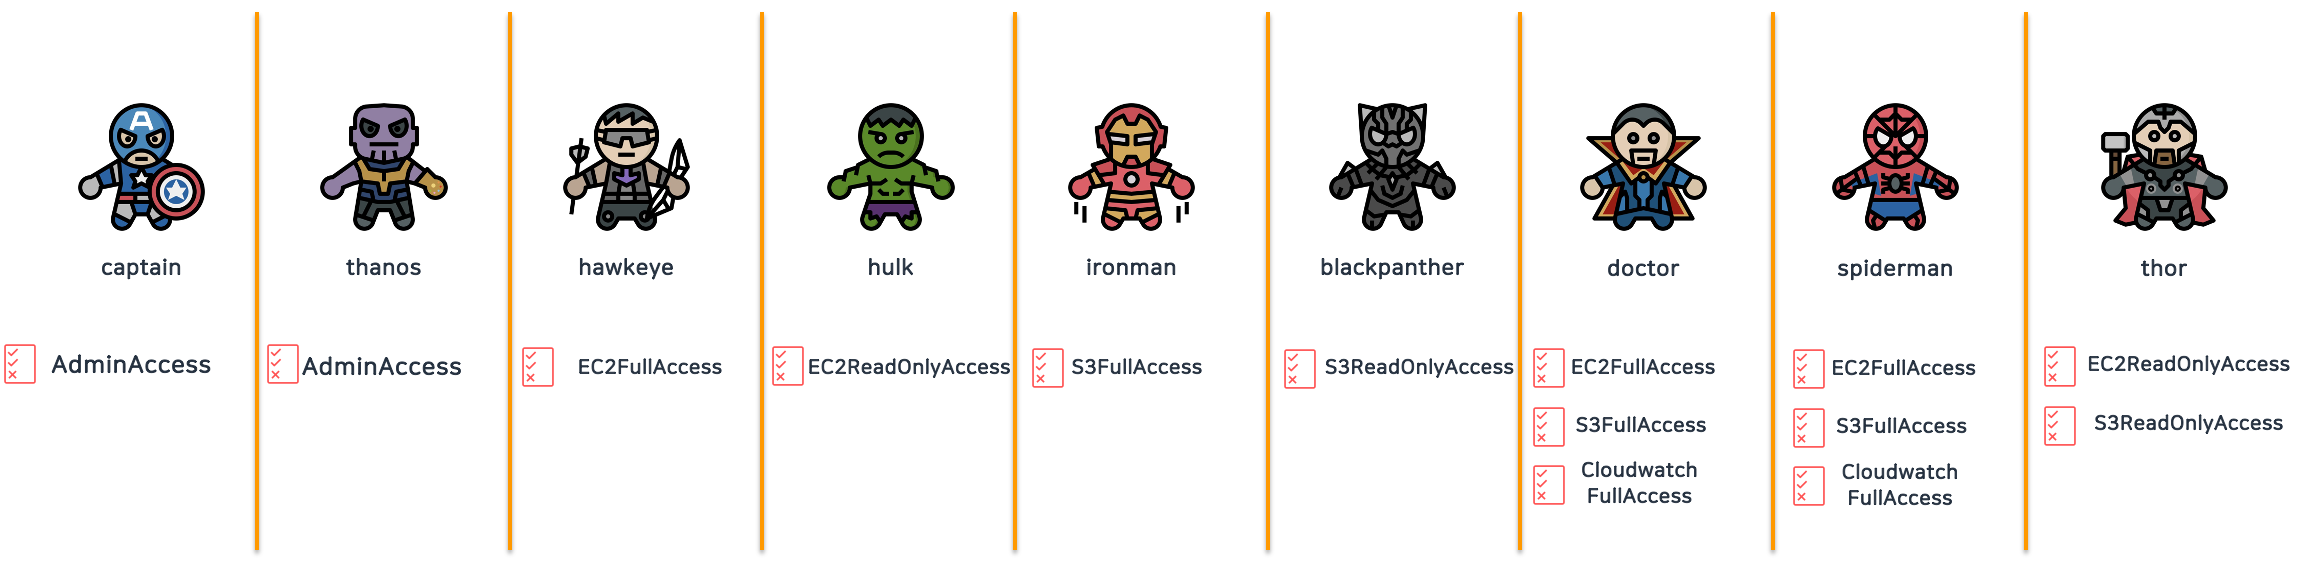 A
captain
thanos
hawkeye
hulk
ironman
blackpanther
doctor
spiderman
thor
AdminAccess
AdminAccess
EC2FullAccess
EC2ReadOnlyAccess
S3FullAccess
S3ReadOnlyAccess
EC2FullAccess
S3FullAccess
Cloudwatch
FullAccess
EC2FullAccess
S3FullAccess
Cloudwatch
FullAccess
EC2ReadOnlyAccess
S3ReadOnlyAccess